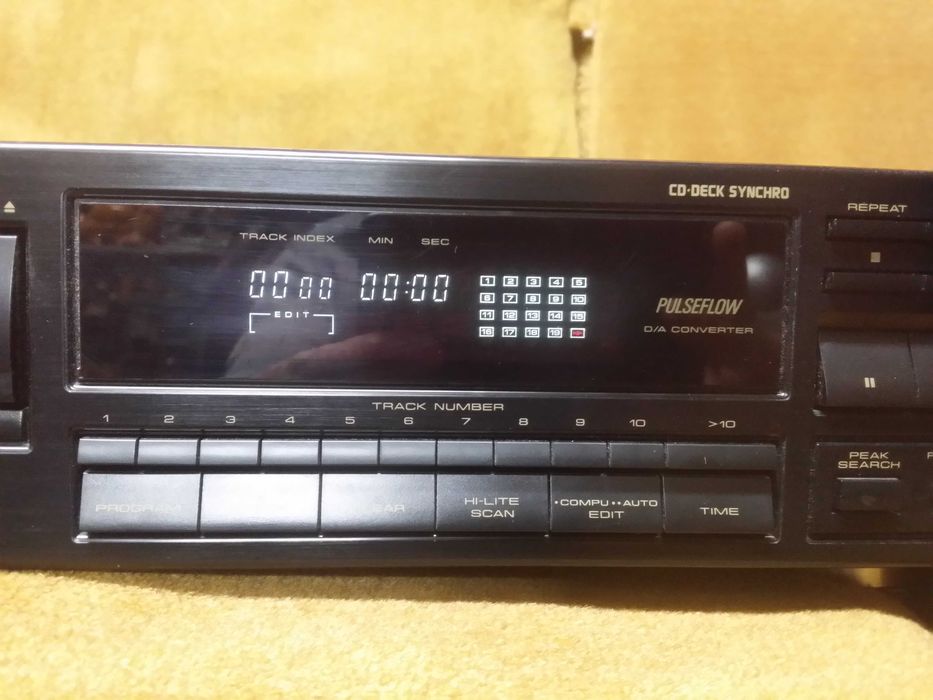 CD·DECK SYNCHRO
REPEAT
TRACK INDEX MIN SEC
00 00 00:00
EDIT
1 2 3 4 5
6 7 8 9 10
11 12 13 14 15
16 17 18 19
PULSEFLOW
D/A CONVERTER
TRACK NUMBER
1 2 3 4 5 6 7 8 9 10 >10
PROGRAM
HI-LITE
SCAN
•COMPU ••AUTO
EDIT
TIME
PEAK
SEARCH